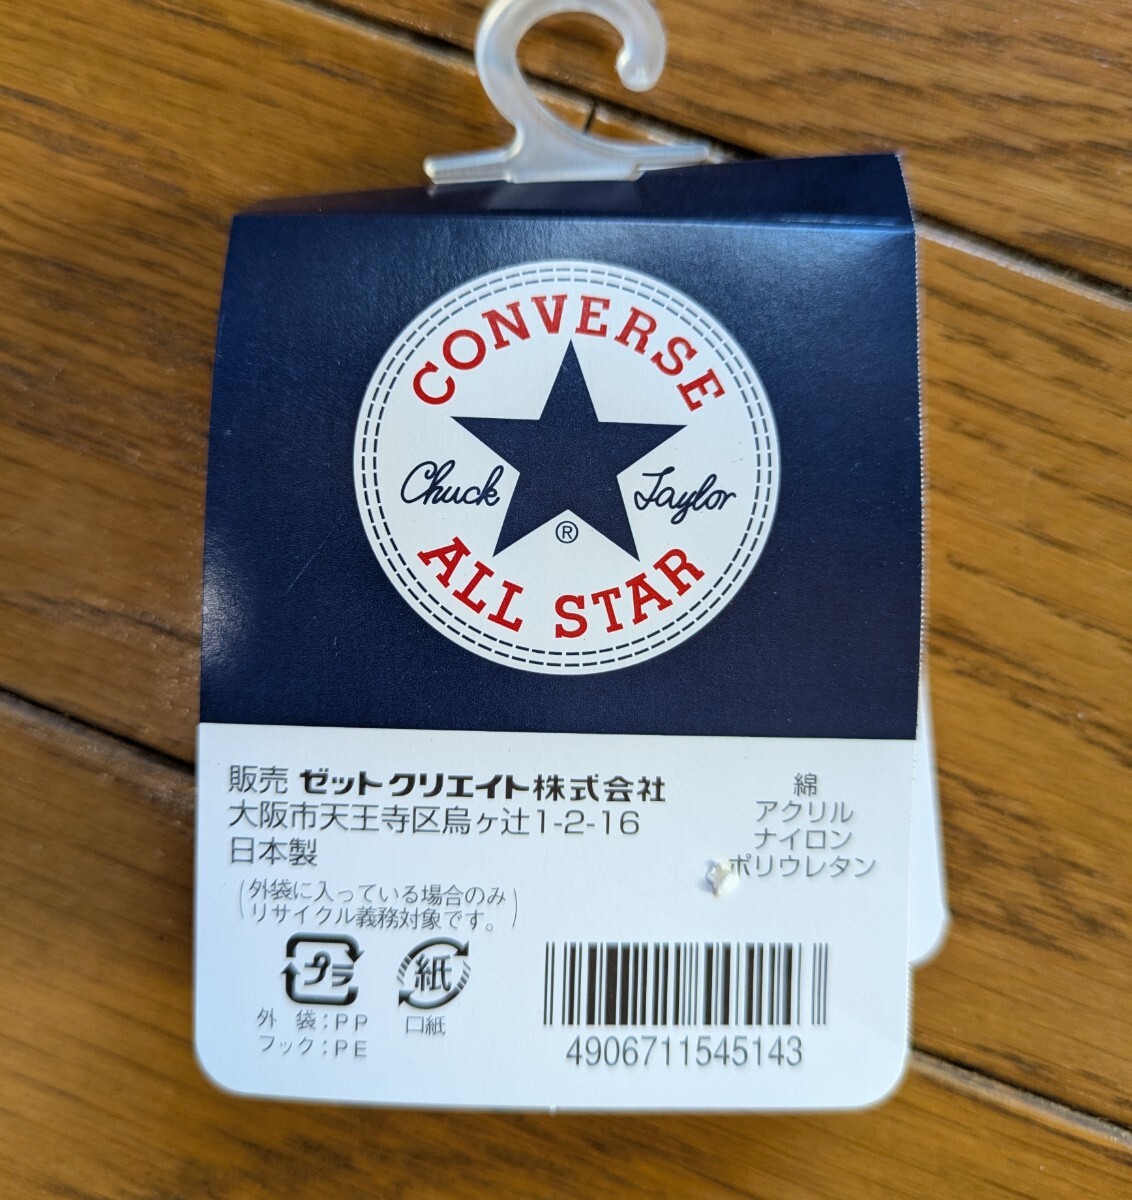 CONVERSE
Chuck Taylor
®
ALL STAR
販売 ゼット クリエイト株式会社
大阪市天王寺区烏ヶ辻1-2-16
日本製
(外袋に入っている場合のみ
リサイクル義務対象です。)
綿
アクリル
ナイロン
ポリウレタン
プラ
紙
外 袋:PP
フック:PE
口紙
4906711545143